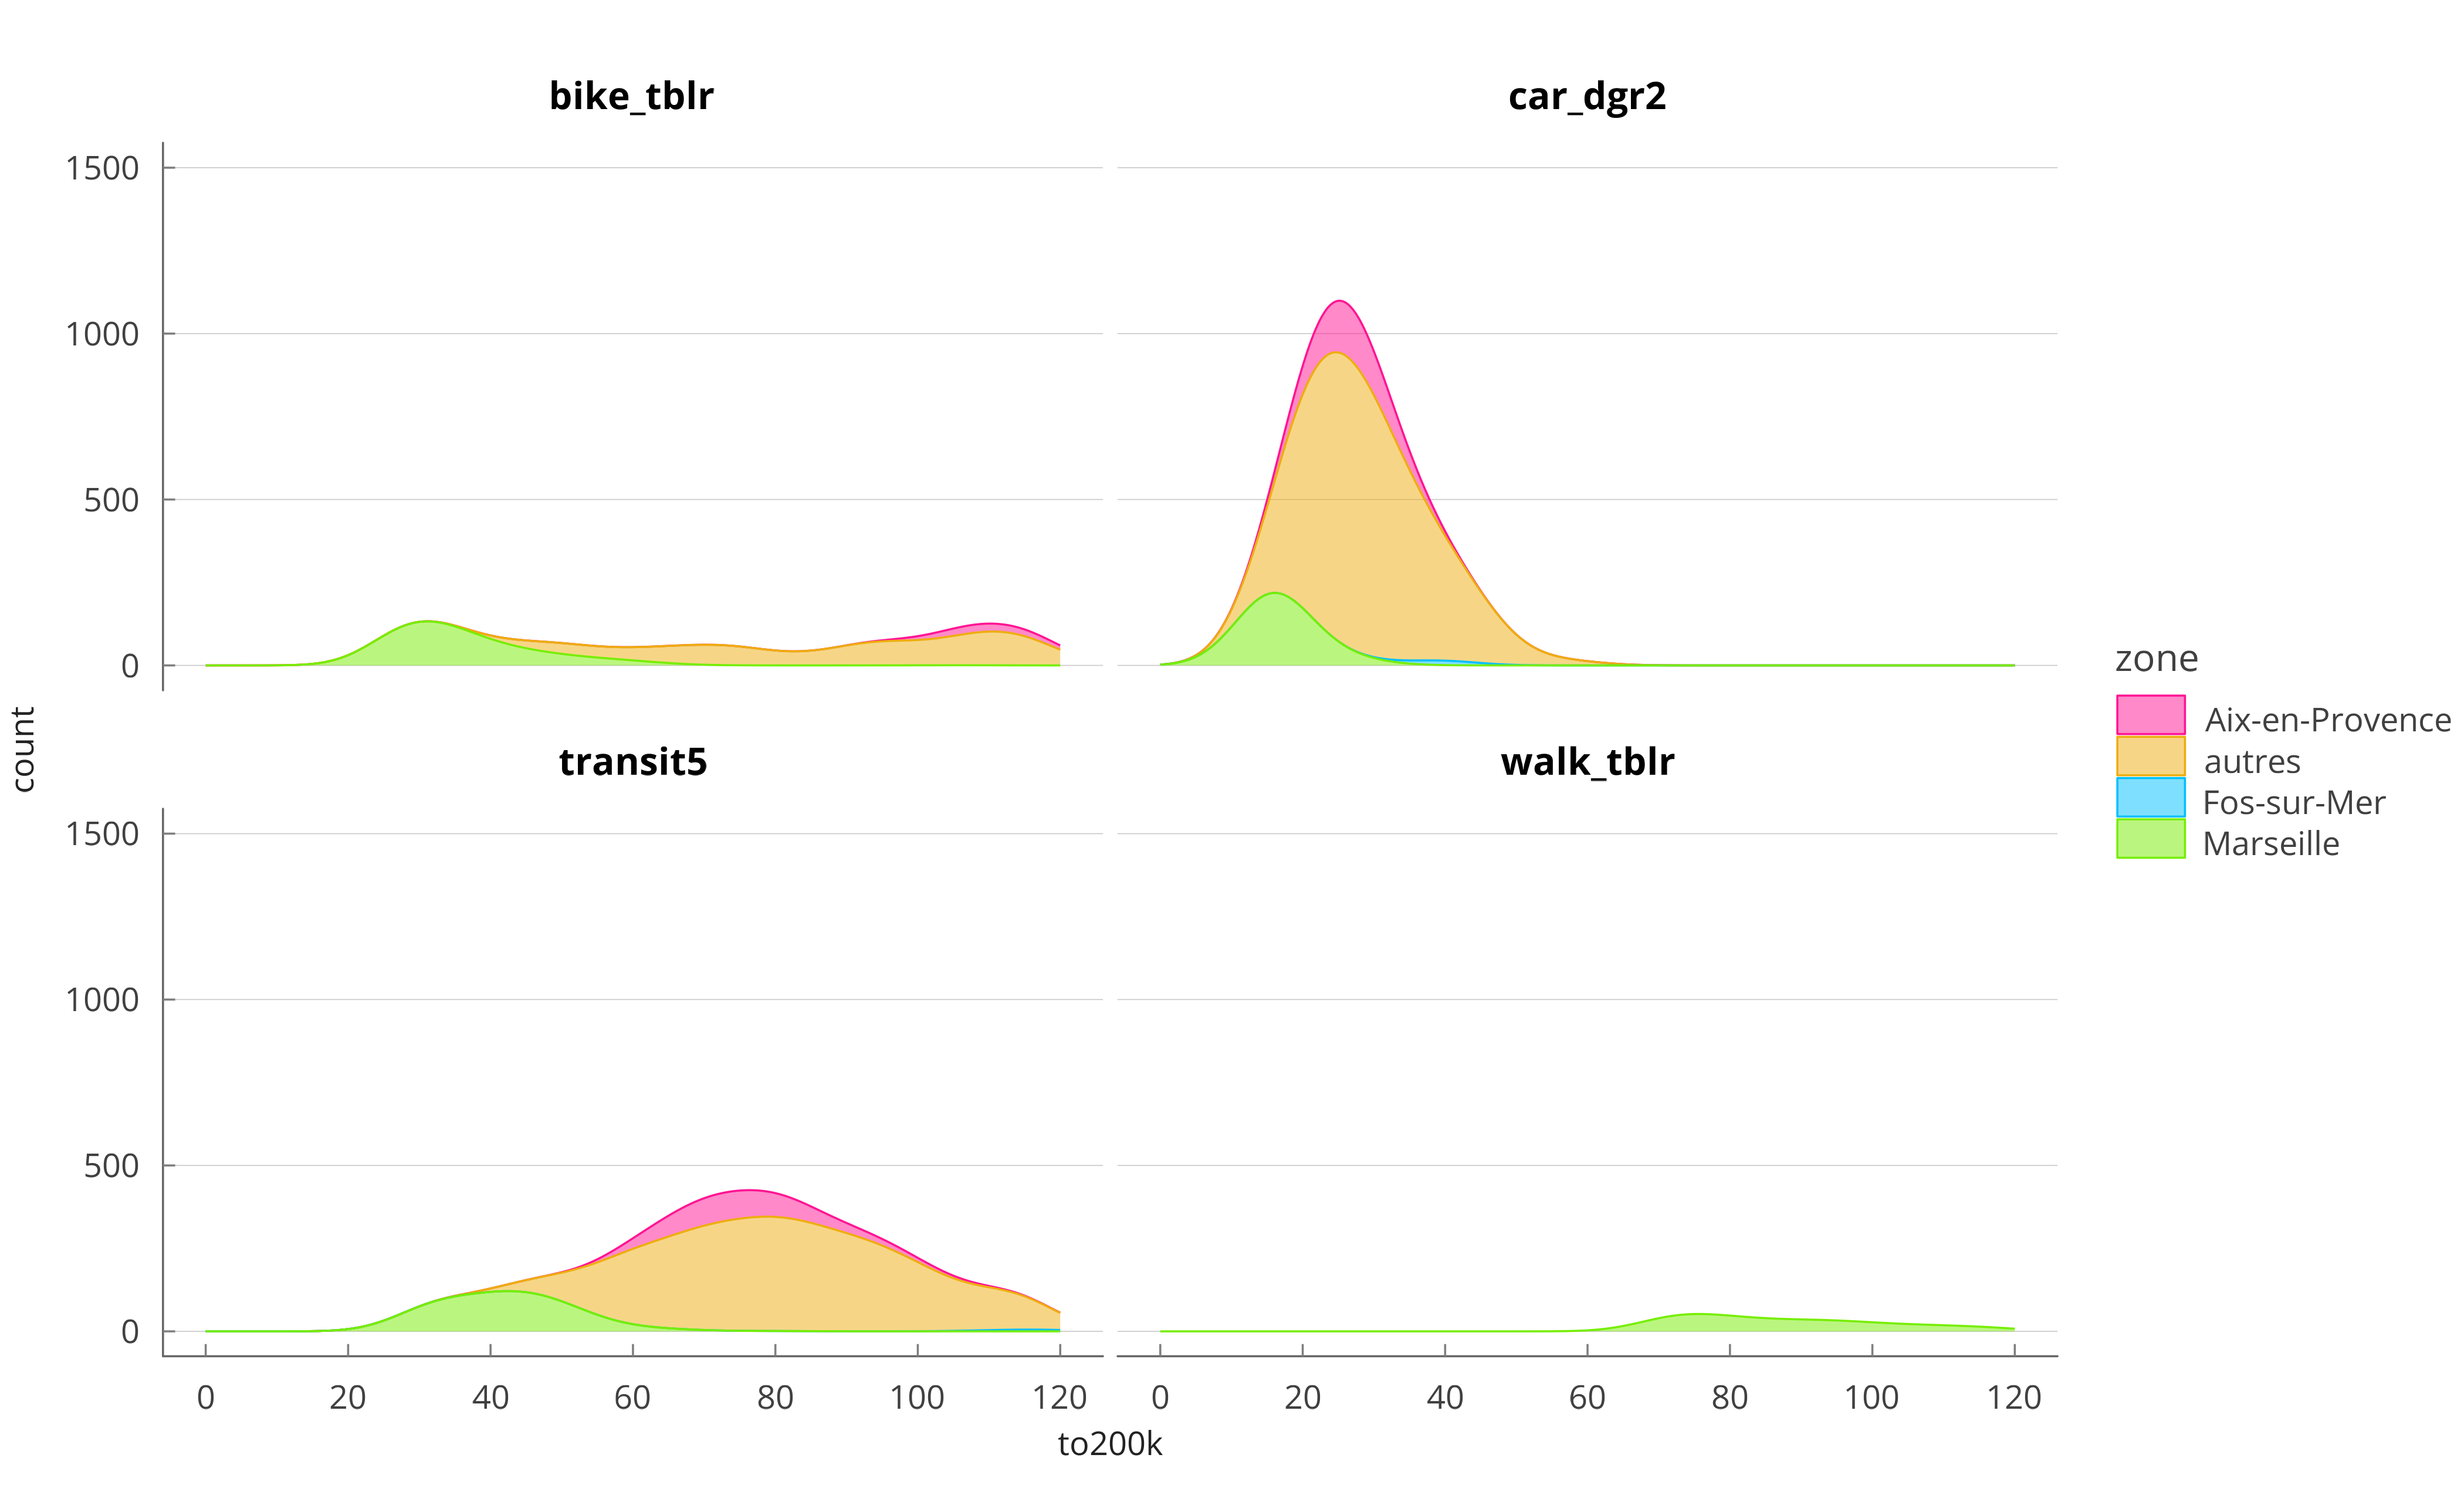 bike_tblr
car_dgr2
1500
1000
500
0
transit5
walk_tblr
1500
1000
500
0
0 20 40 60 80 100 120
0 20 40 60 80 100 120
to200k
count
zone
Aix-en-Provence
autres
Fos-sur-Mer
Marseille